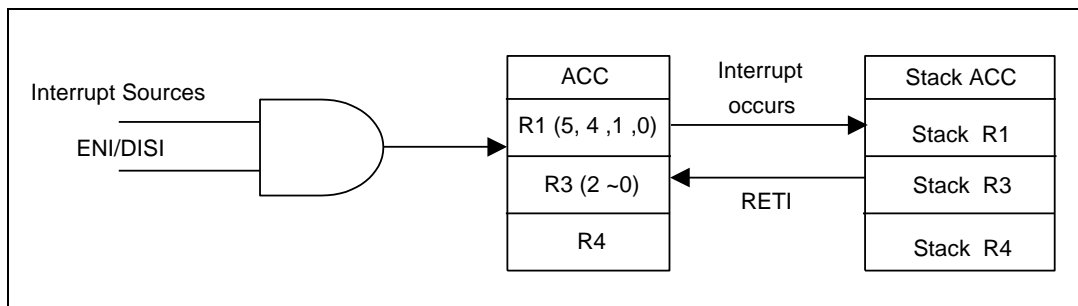 Interrupt Sources
ENI/DISI
ACC
R1 (5, 4 ,1 ,0)
R3 (2 ~0)
R4
Interrupt
occurs
RETI
Stack ACC
Stack R1
Stack R3
Stack R4